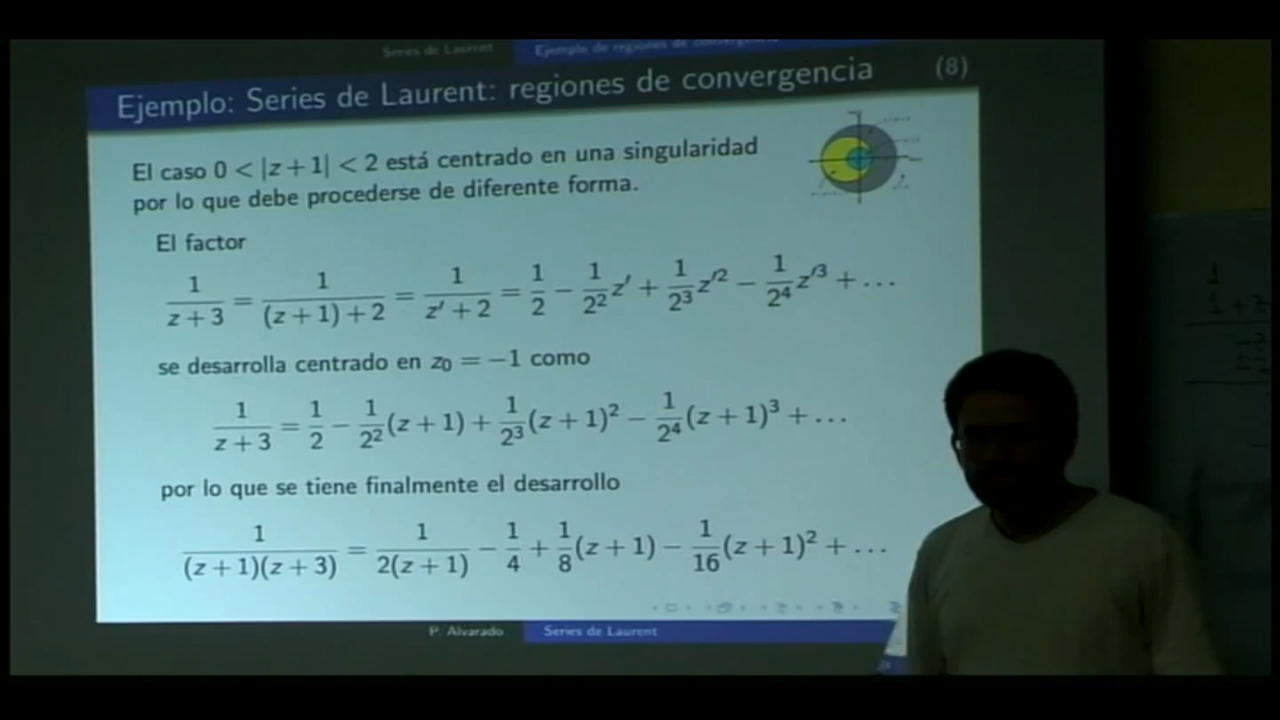 Series de Laurent Ejemplo de regiones de convergencia
Ejemplo: Series de Laurent: regiones de convergencia (8)
El caso 0 < |z + 1| < 2 está centrado en una singularidad
por lo que debe procederse de diferente forma.
El factor
1/(z + 3) = 1/((z + 1) + 2) = 1/(z′ + 2) = 1/2 − 1/2² z′ + 1/2³ z′² − 1/2⁴ z′³ + …
se desarrolla centrado en z₀ = −1 como
1/(z + 3) = 1/2 − 1/2² (z + 1) + 1/2³ (z + 1)² − 1/2⁴ (z + 1)³ + …
por lo que se tiene finalmente el desarrollo
1/((z + 1)(z + 3)) = 1/(2(z + 1)) − 1/4 + 1/8 (z + 1) − 1/16 (z + 1)² + …
P. Alvarado Series de Laurent